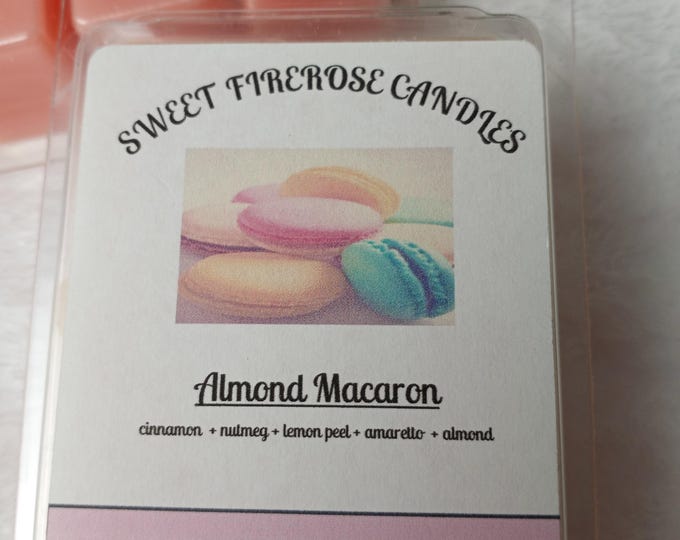 SWEET FIREROSE CANDLES
Almond Macaron
cinnamon + nutmeg + lemon peel + amaretto + almond